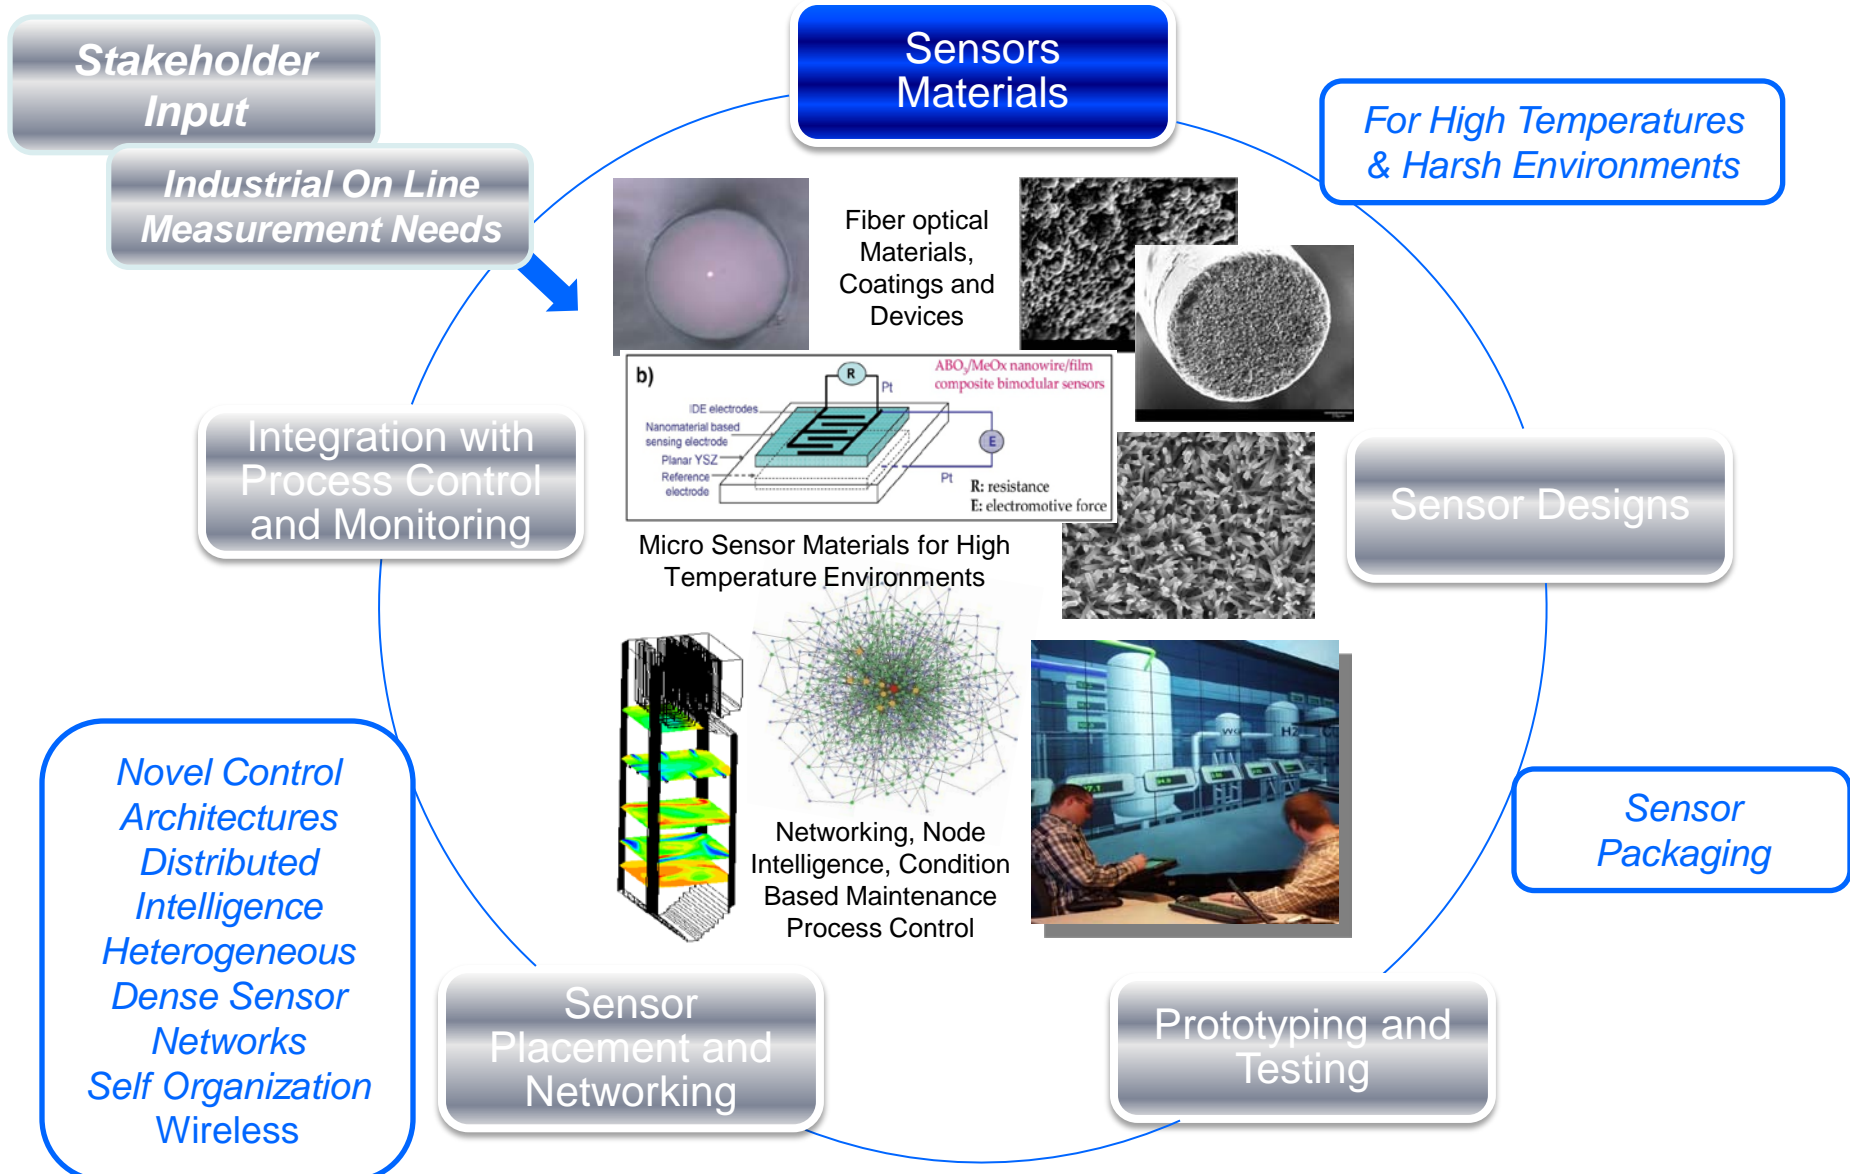 Stakeholder
Input
Industrial On Line
Measurement Needs
Sensors
Materials
For High Temperatures
& Harsh Environments
Fiber optical
Materials,
Coatings and
Devices
b)
R
Pt
ABO3/MeOx nanowire/film
composite bimodular sensors
IDE electrodes
Nanomaterial based
sensing electrode
Planar YSZ
Reference
electrode
E
Pt
R: resistance
E: electromotive force
Integration with
Process Control
and Monitoring
Sensor Designs
Micro Sensor Materials for High
Temperature Environments
Networking, Node
Intelligence, Condition
Based Maintenance
Process Control
Sensor
Packaging
Novel Control
Architectures
Distributed
Intelligence
Heterogeneous
Dense Sensor
Networks
Self Organization
Wireless
Sensor
Placement and
Networking
Prototyping and
Testing